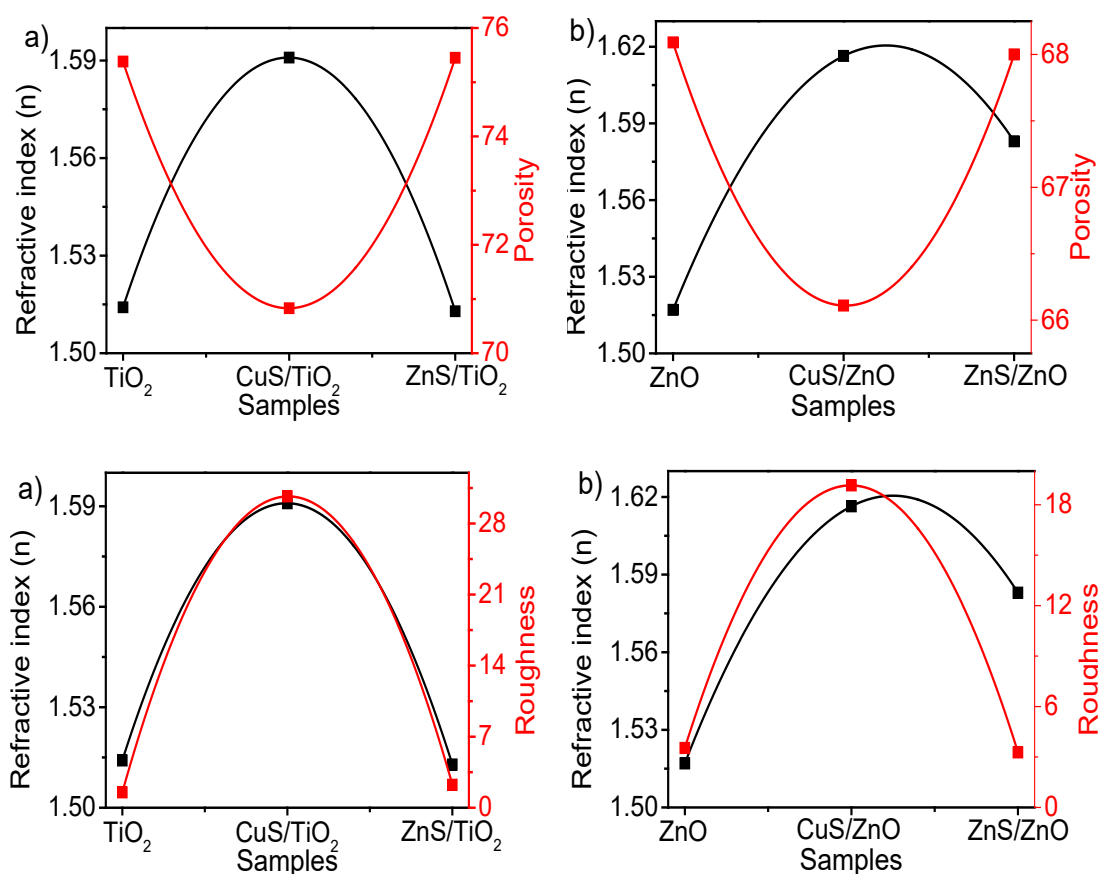 a)
Refractive index (n)
1.59
1.56
1.53
1.50
76
74
72
70
Porosity
TiO₂
CuS/TiO₂
ZnS/TiO₂
Samples
b)
Refractive index (n)
1.62
1.59
1.56
1.53
1.50
68
67
66
Porosity
ZnO
CuS/ZnO
ZnS/ZnO
Samples
a)
Refractive index (n)
1.59
1.56
1.53
1.50
28
21
14
7
0
Roughness
TiO₂
CuS/TiO₂
ZnS/TiO₂
Samples
b)
Refractive index (n)
1.62
1.59
1.56
1.53
1.50
18
12
6
0
Roudhness
ZnO
CuS/ZnO
ZnS/ZnO
Samples